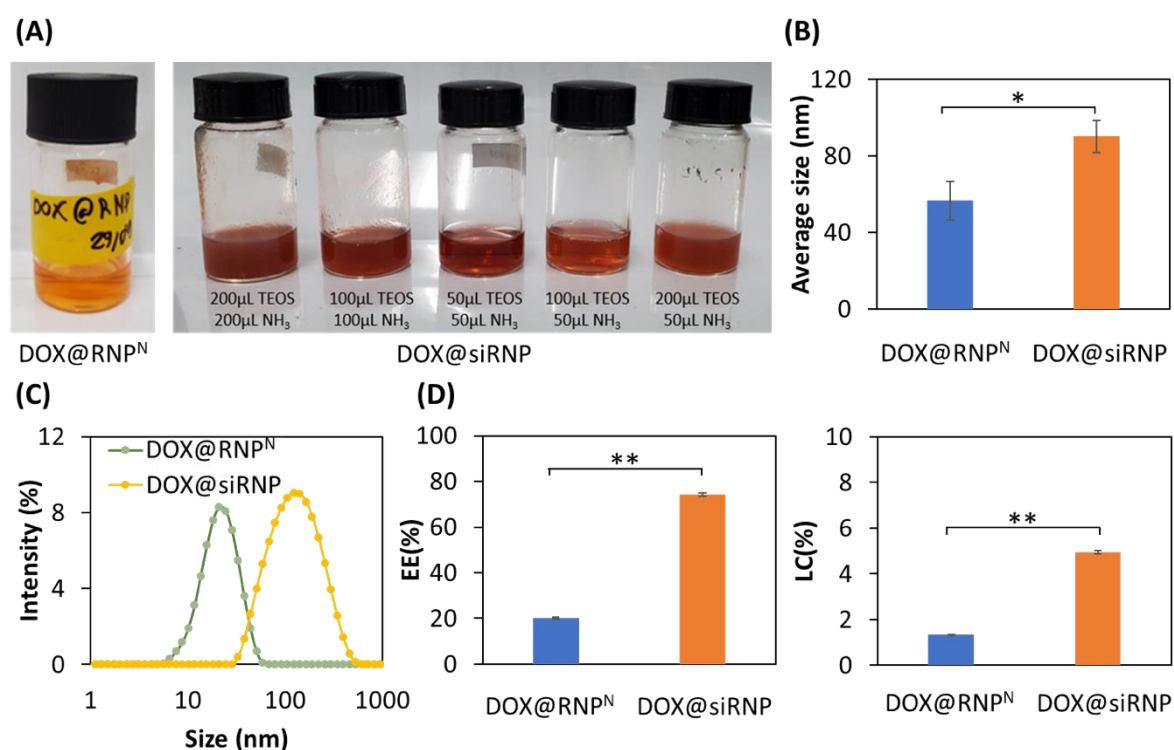 (A)
DOX@RNP
29/09
DOX@RNPᴺ
200µL TEOS
200µL NH₃
100µL TEOS
100µL NH₃
50µL TEOS
50µL NH₃
100µL TEOS
50µL NH₃
200µL TEOS
50µL NH₃
DOX@siRNP
(B)
Average size (nm)
120
80
40
0
*
DOX@RNPᴺ
DOX@siRNP
(C)
Intensity (%)
12
8
4
0
DOX@RNPᴺ
DOX@siRNP
1
10
100
1000
Size (nm)
(D)
EE(%)
100
80
60
40
20
0
**
DOX@RNPᴺ
DOX@siRNP
LC(%)
10
8
6
4
2
0
**
DOX@RNPᴺ
DOX@siRNP